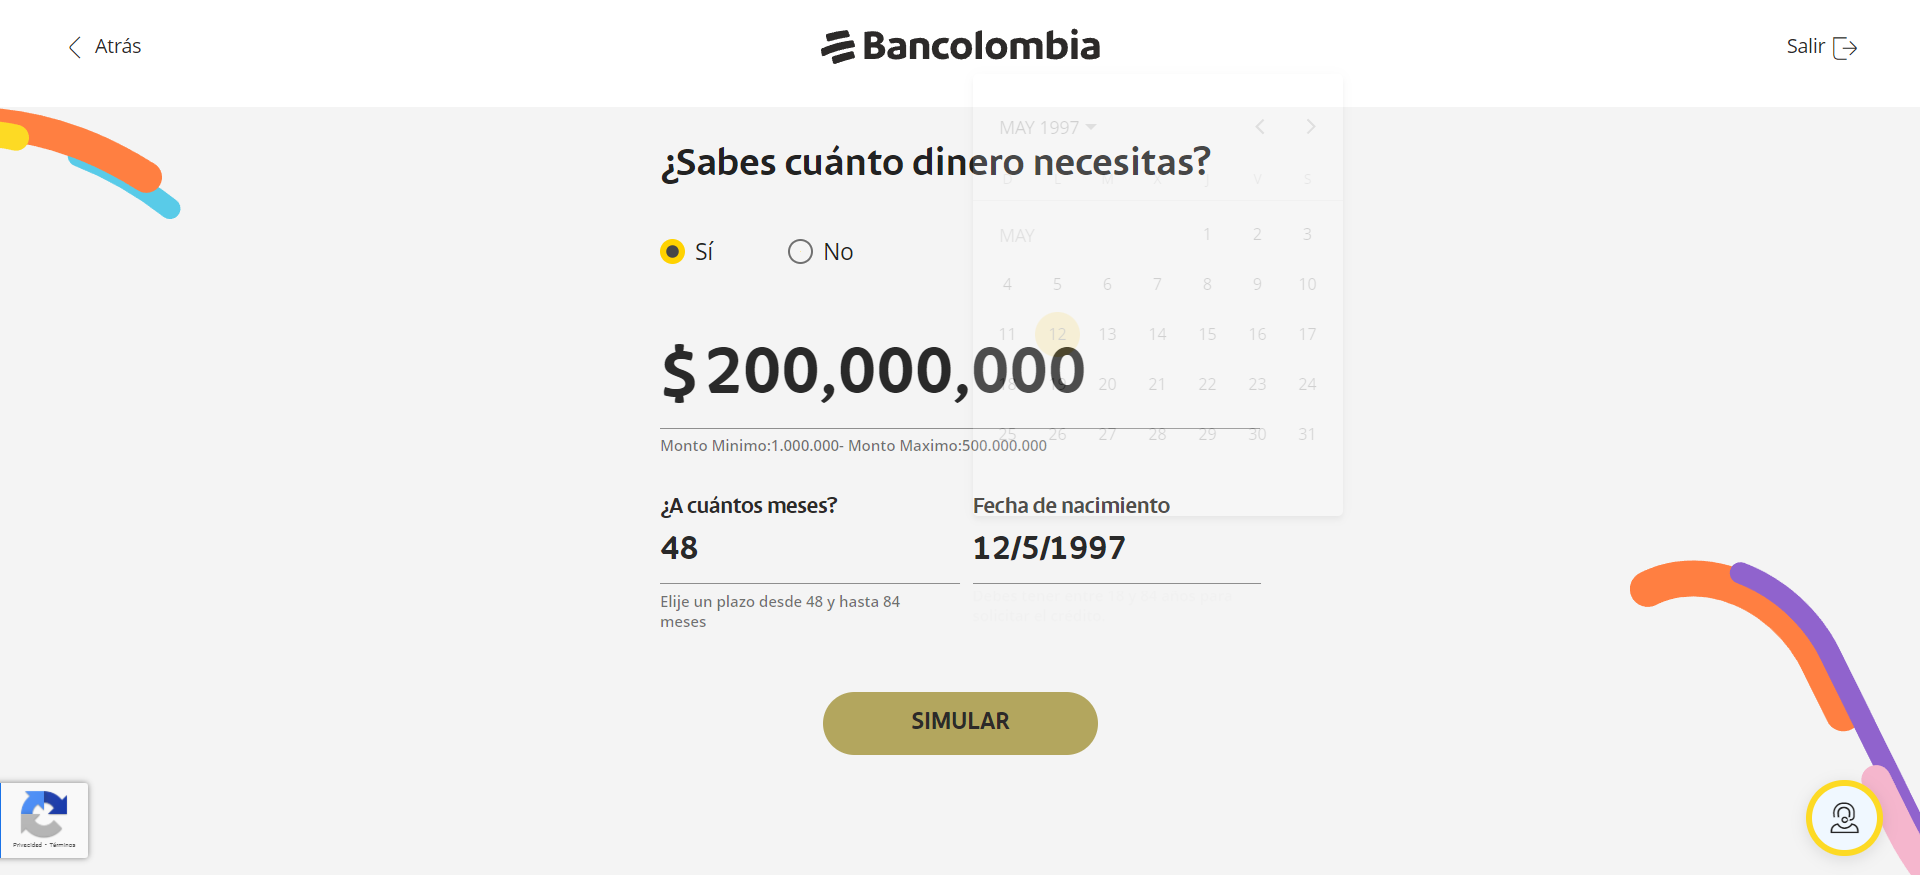 Atrás
Bancolombia
Salir
MAY 1997
¿Sabes cuánto dinero necesitas?
D L M X J V S
Sí
No
MAY 1 2 3
4 5 6 7 8 9 10
11 12 13 14 15 16 17
$ 200,000,000
18 19 20 21 22 23 24
25 26 27 28 29 30 31
Monto Minimo:1.000.000- Monto Maximo:500.000.000
¿A cuántos meses?
48
Elije un plazo desde 48 y hasta 84
meses
Fecha de nacimiento
12/5/1997
SIMULAR
Privacidad - Términos